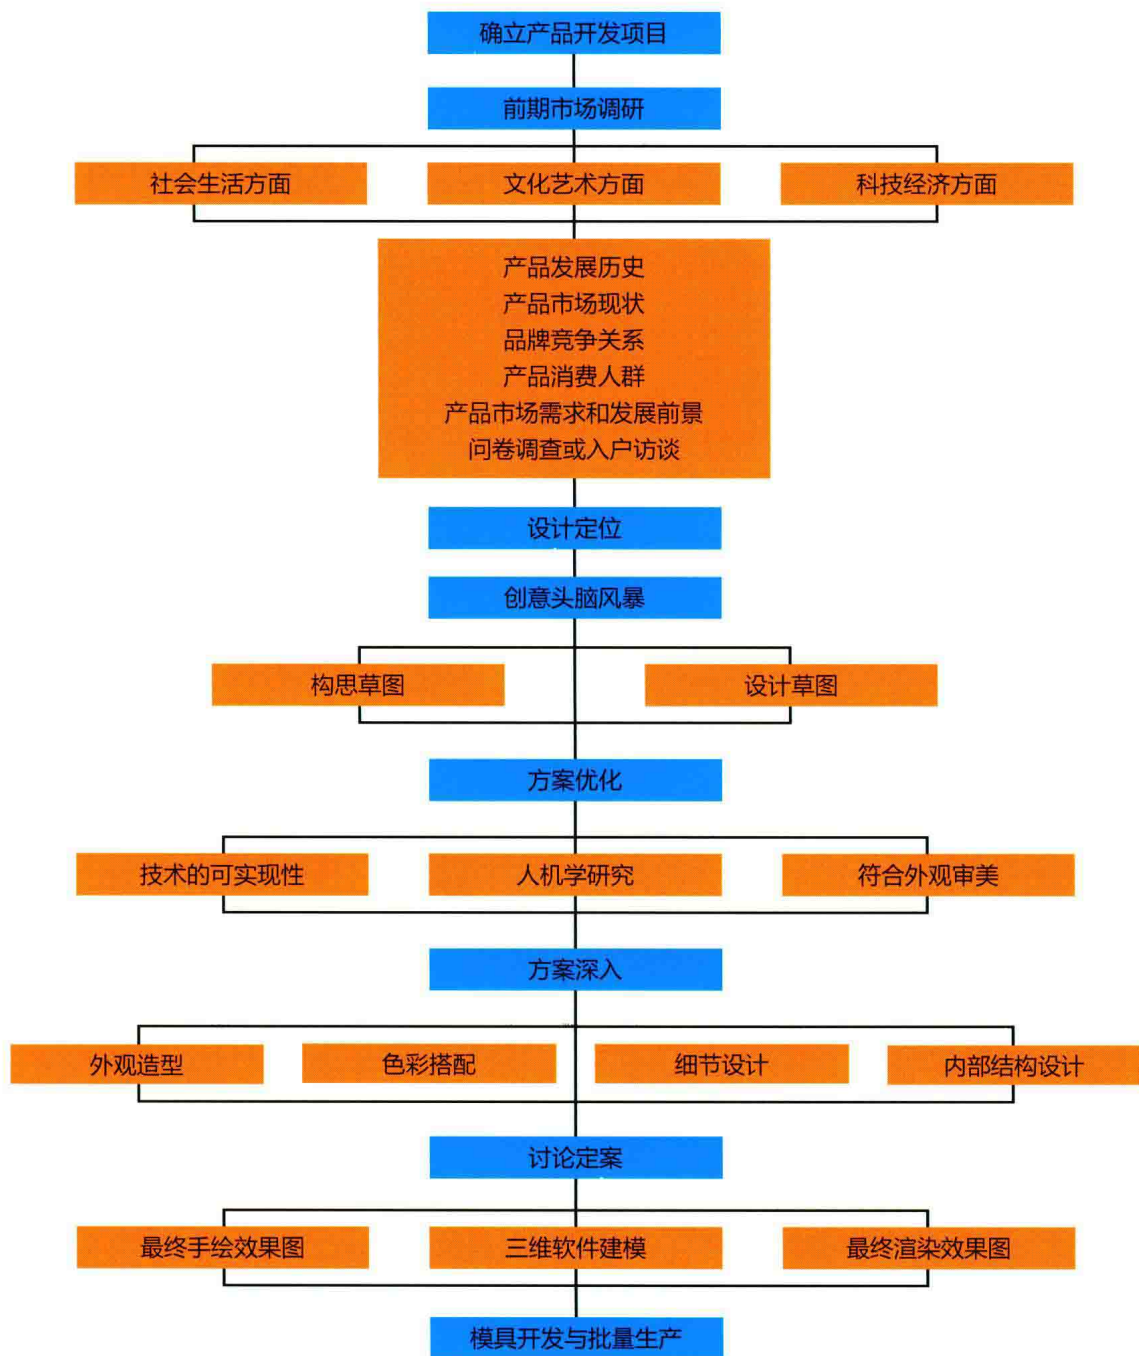 确立产品开发项目
前期市场调研
社会生活方面
文化艺术方面
科技经济方面
产品发展历史
产品市场现状
品牌竞争关系
产品消费人群
产品市场需求和发展前景
问卷调查或入户访谈
设计定位
创意头脑风暴
构思草图
设计草图
方案优化
技术的可实现性
人机学研究
符合外观审美
方案深入
外观造型
色彩搭配
细节设计
内部结构设计
讨论定案
最终手绘效果图
三维软件建模
最终渲染效果图
模具开发与批量生产